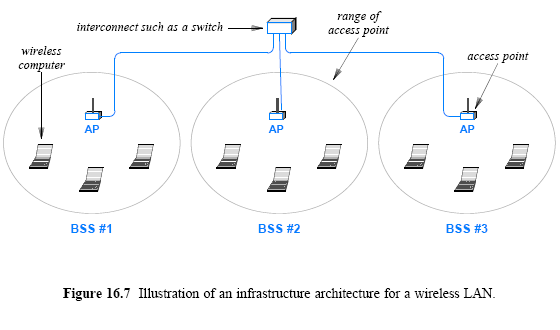 interconnect such as a switch
range of
access point
wireless
computer
access point
AP
AP
AP
BSS #1
BSS #2
BSS #3
Figure 16.7 Illustration of an infrastructure architecture for a wireless LAN.